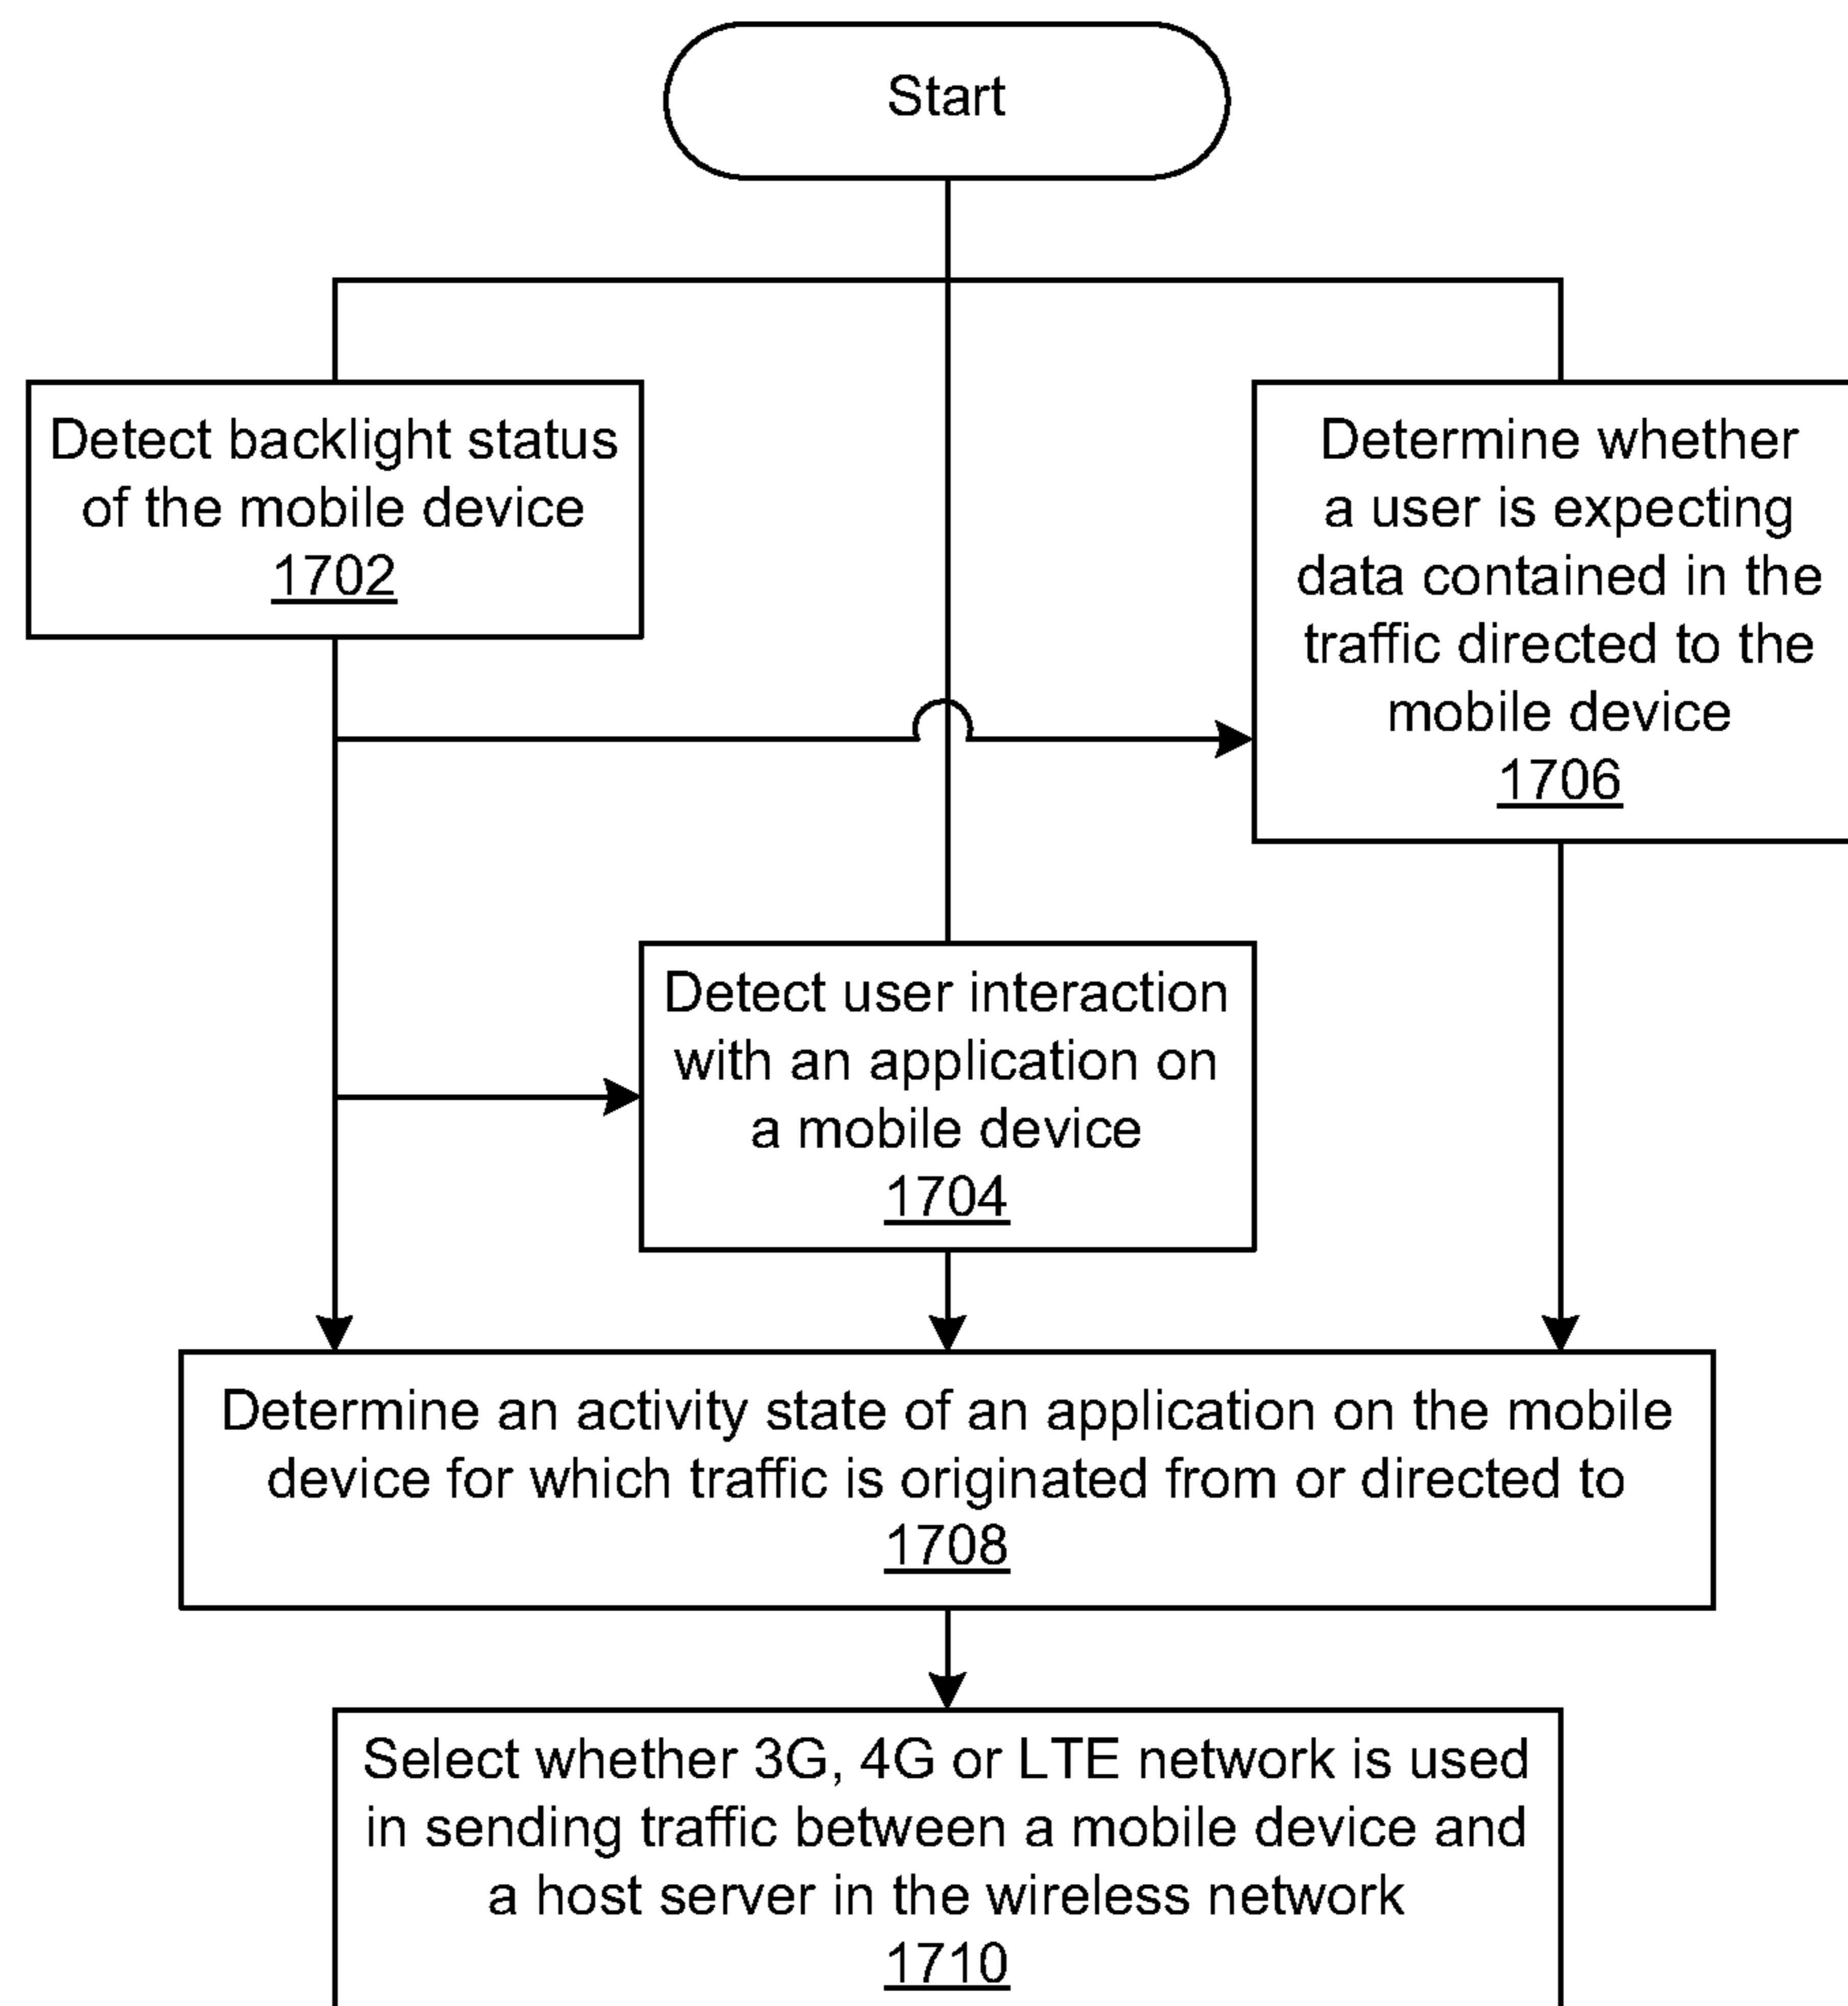 Start
Detect backlight status
of the mobile device
1702
Determine whether
a user is expecting
data contained in the
traffic directed to the
mobile device
1706
Detect user interaction
with an application on
a mobile device
1704
Determine an activity state of an application on the mobile
device for which traffic is originated from or directed to
1708
Select whether 3G, 4G or LTE network is used
in sending traffic between a mobile device and
a host server in the wireless network
1710